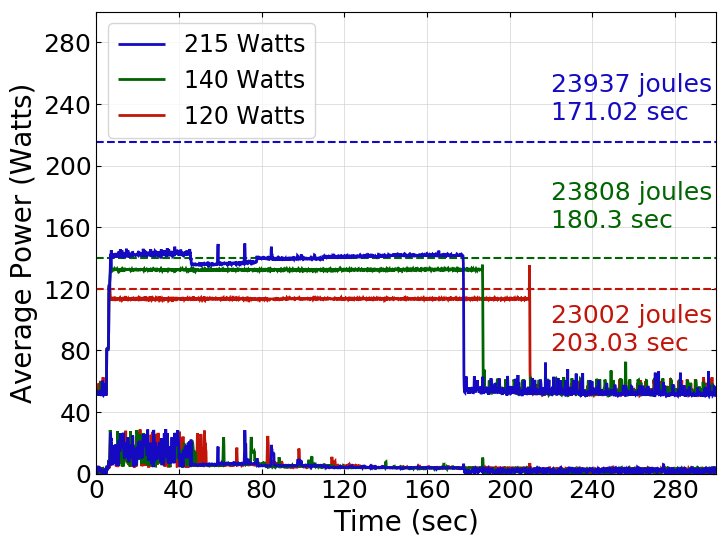 280
240
200
160
120
80
40
0
Average Power (Watts)
215 Watts
140 Watts
120 Watts
23937 joules
171.02 sec
23808 joules
180.3 sec
23002 joules
203.03 sec
0 40 80 120 160 200 240 280
Time (sec)